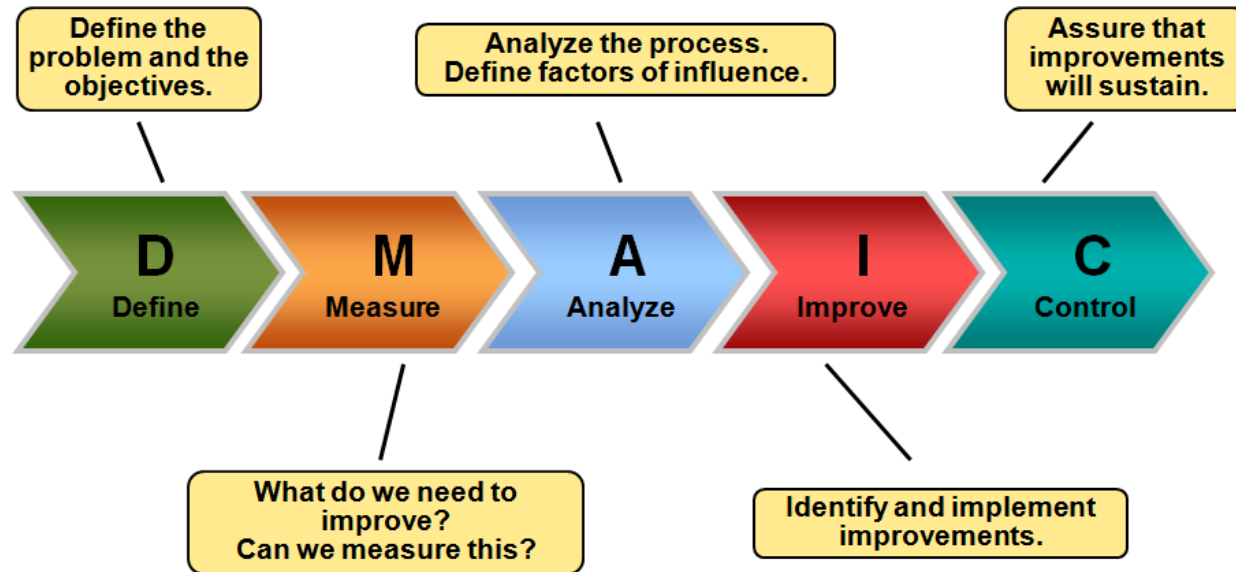 Define the
problem and the
objectives.
Analyze the process.
Define factors of influence.
Assure that
improvements
will sustain.
D
Define
M
Measure
A
Analyze
I
Improve
C
Control
What do we need to
improve?
Can we measure this?
Identify and implement
improvements.